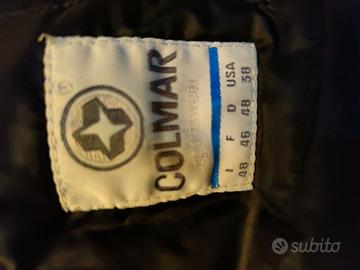 ®
COLMAR
I F D USA
48 46 48 38
subito